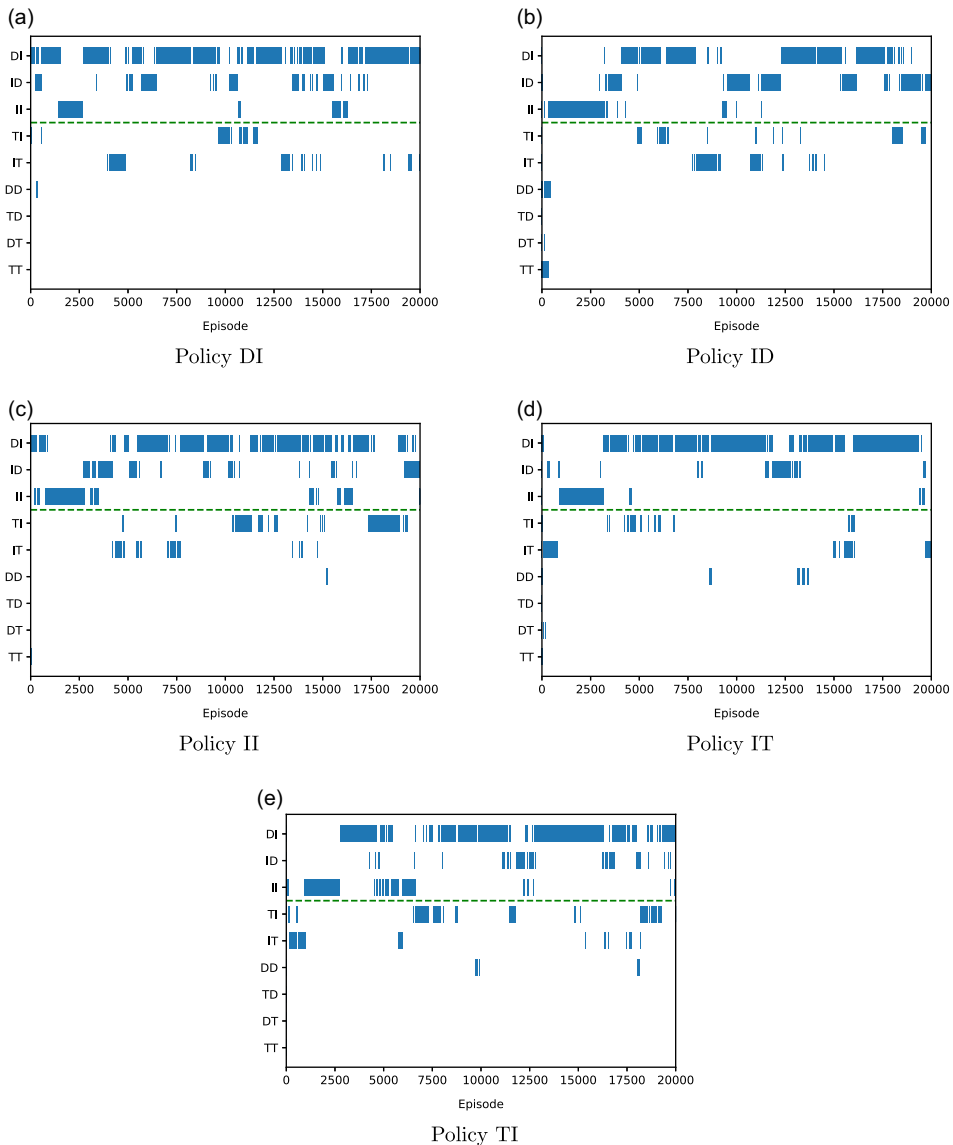 (a)
DI
ID
II
TI
IT
DD
TD
DT
TT
0 2500 5000 7500 10000 12500 15000 17500 20000
Episode
Policy DI
(b)
DI
ID
II
TI
IT
DD
TD
DT
TT
0 2500 5000 7500 10000 12500 15000 17500 20000
Episode
Policy ID
(c)
DI
ID
II
TI
IT
DD
TD
DT
TT
0 2500 5000 7500 10000 12500 15000 17500 20000
Episode
Policy II
(d)
DI
ID
II
TI
IT
DD
TD
DT
TT
0 2500 5000 7500 10000 12500 15000 17500 20000
Episode
Policy IT
(e)
DI
ID
II
TI
IT
DD
TD
DT
TT
0 2500 5000 7500 10000 12500 15000 17500 20000
Episode
Policy TI